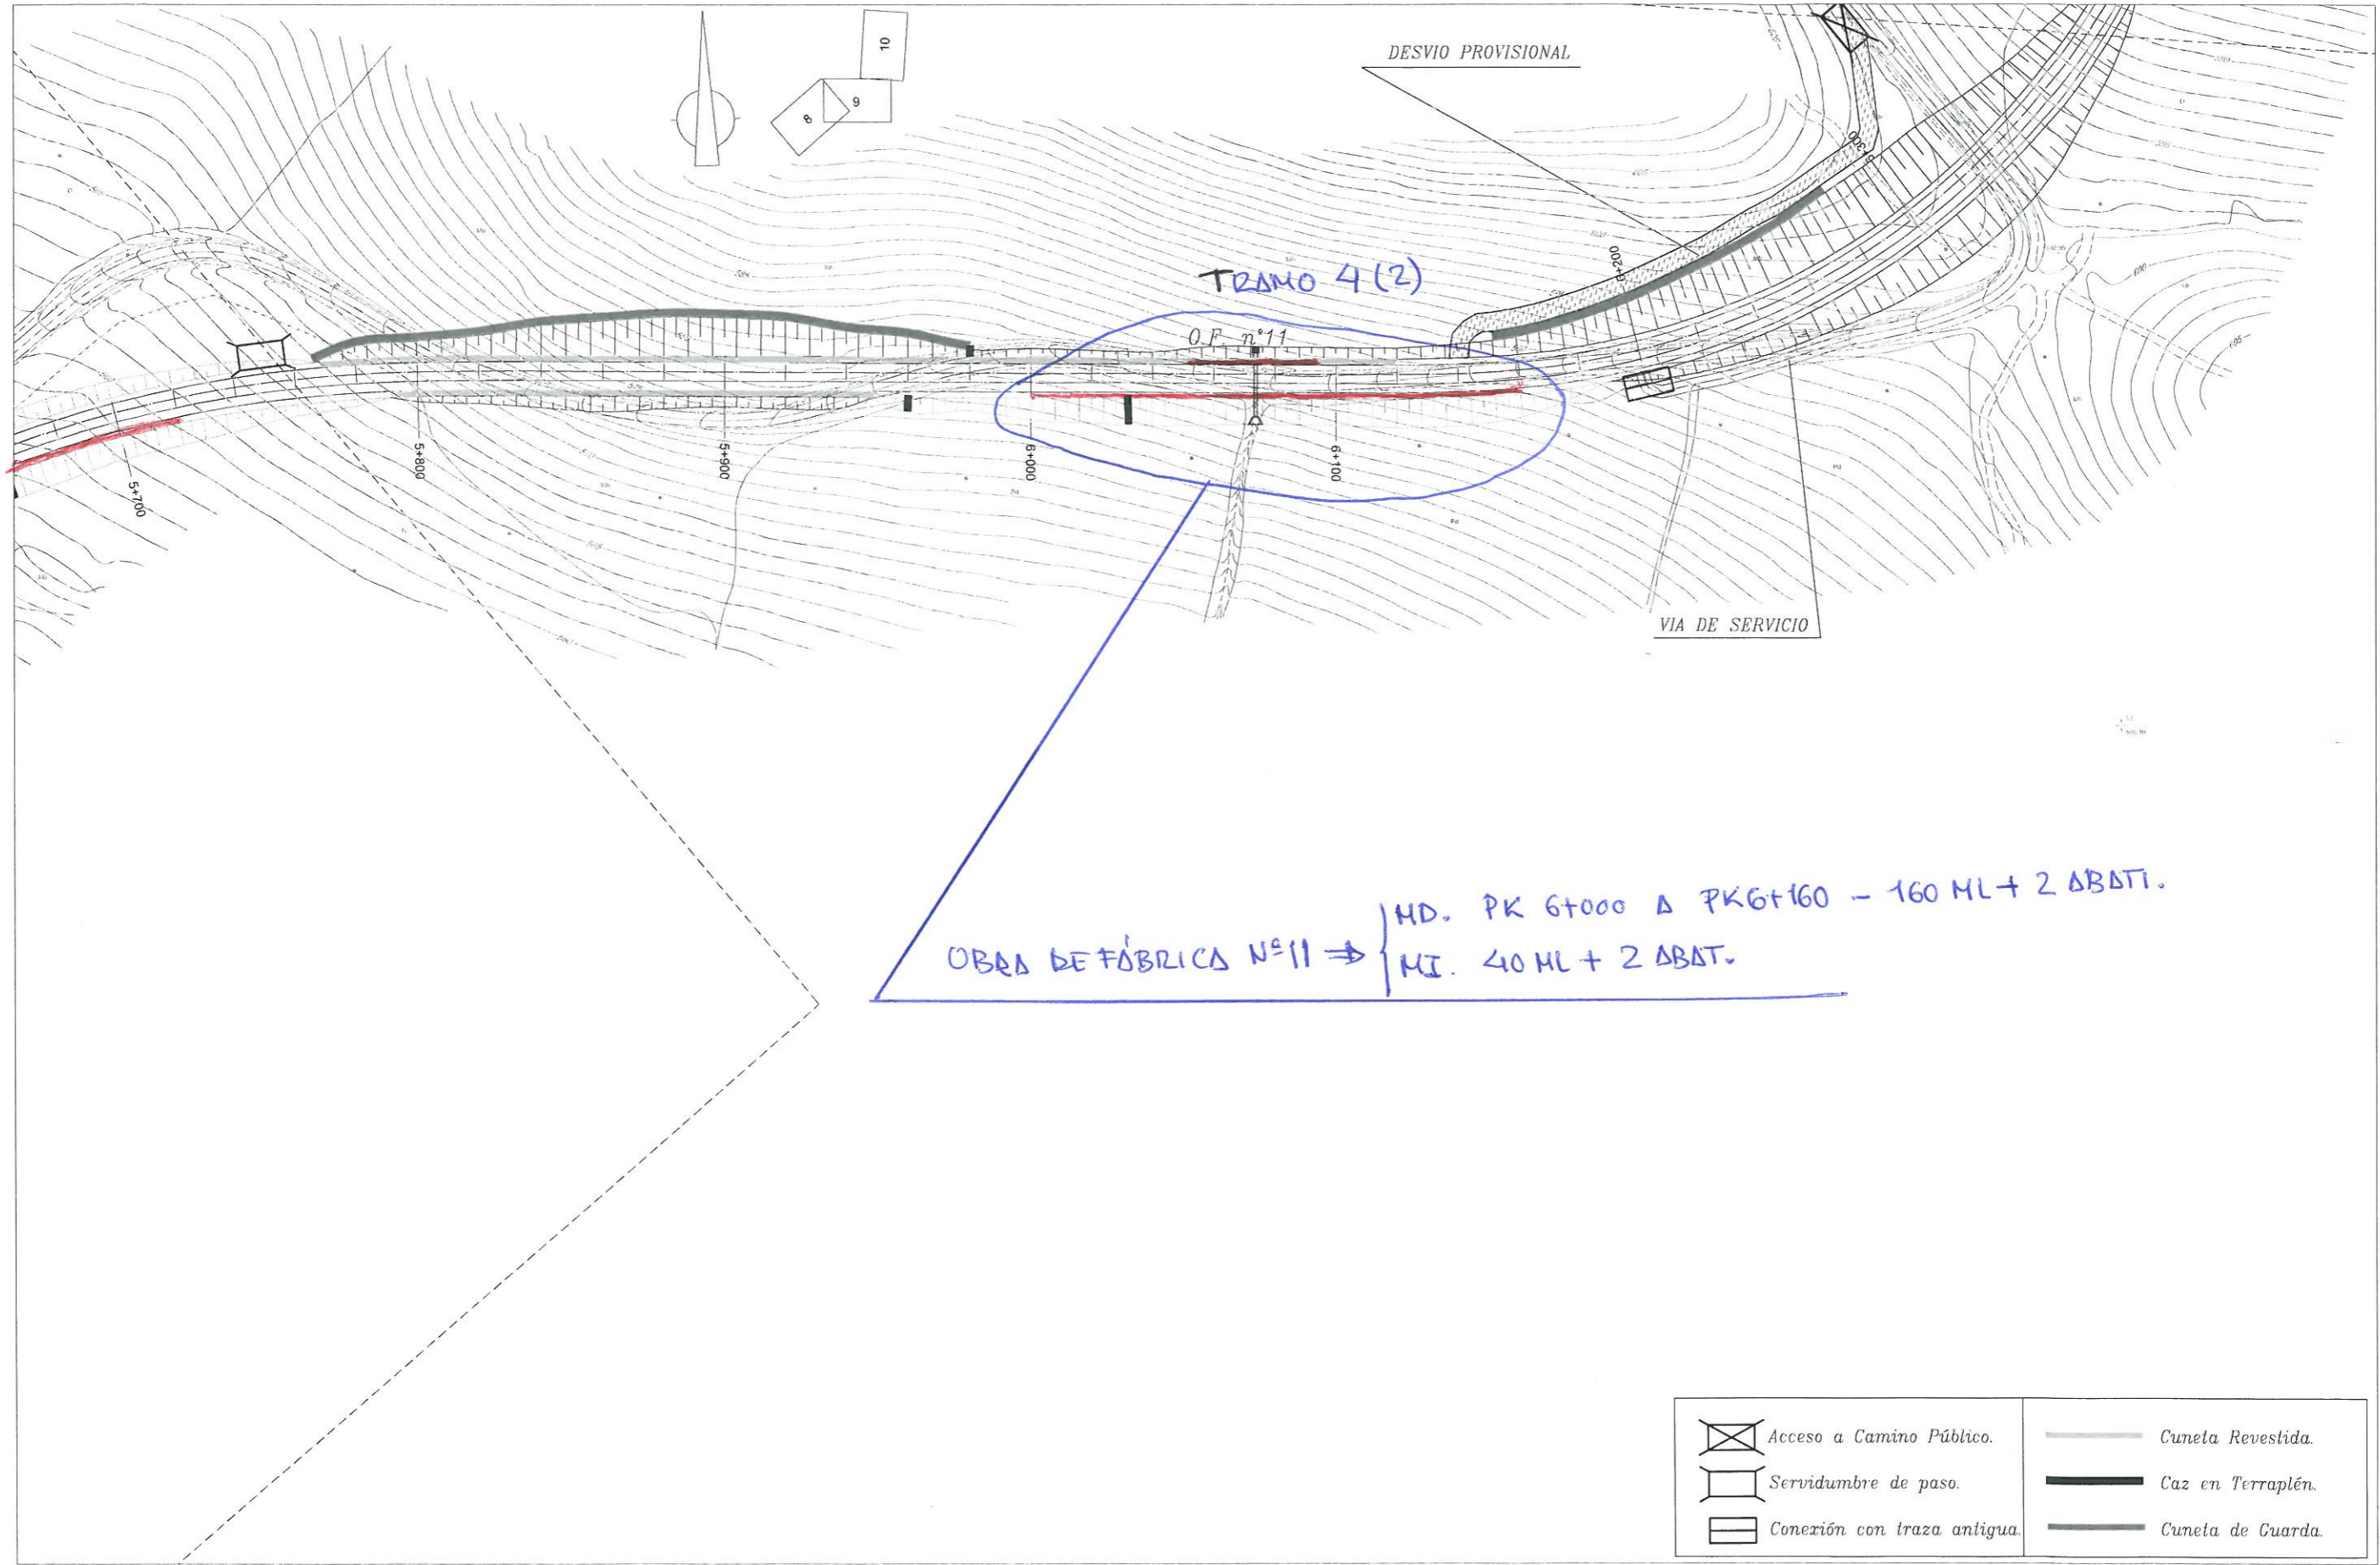 10
9
8
DESVIO PROVISIONAL
TRAMO 4 (2)
O.F. nº11
5+700
5+800
5+900
6+000
6+100
6+200
VIA DE SERVICIO
MD. PK 6+000 A PK6+160 - 160 ML + 2 ABATI.
OBRA DE FÁBRICA Nº11 ⇒
MI. 40 ML + 2 ABAT.
Acceso a Camino Público.
Servidumbre de paso.
Conexión con traza antigua.
Cuneta Revestida.
Caz en Terraplén.
Cuneta de Guarda.